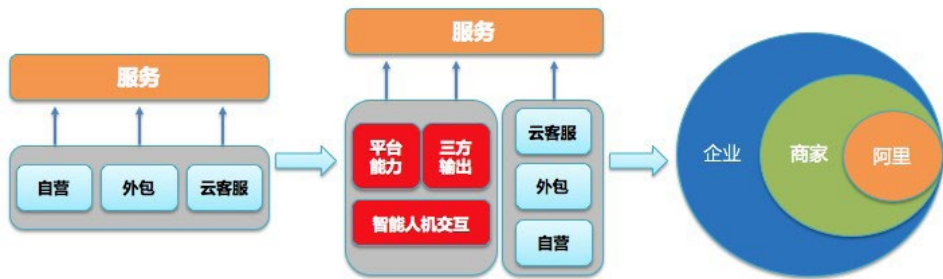 服务
自营
外包
云客服
服务
平台
能力
三方
输出
智能人机交互
云客服
外包
自营
企业
商家
阿里